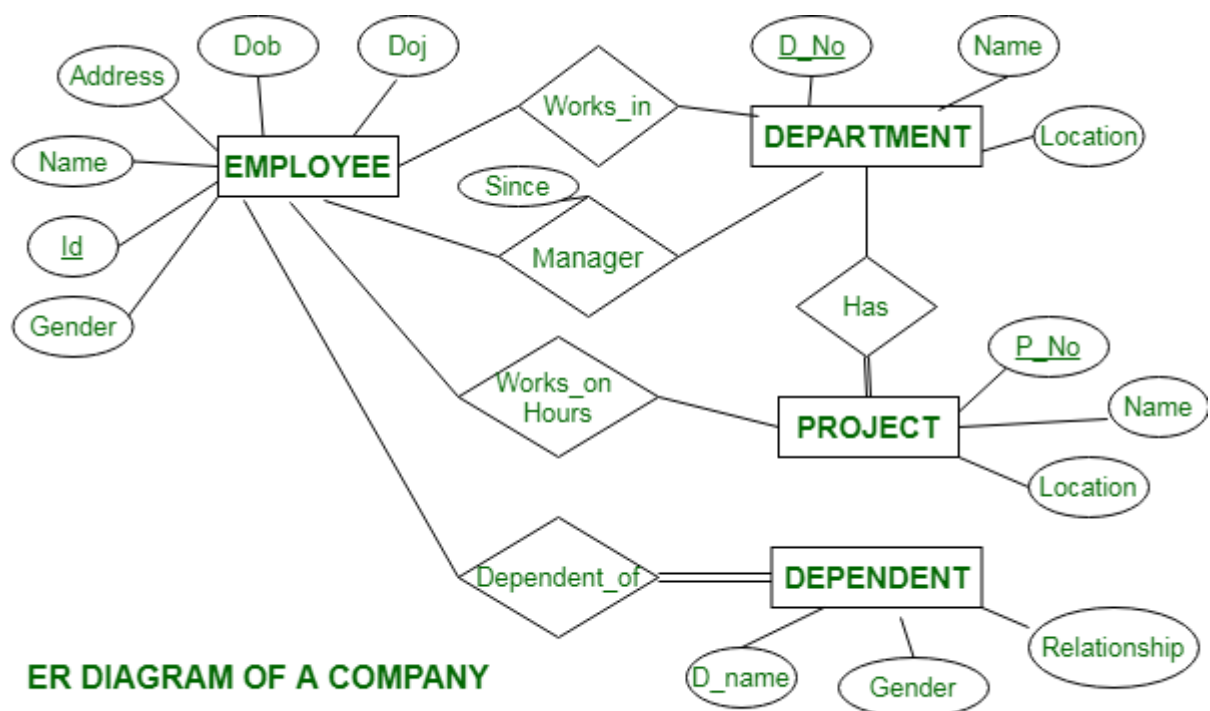 Dob
Doj
D_No
Name
Address
Works_in
DEPARTMENT
Location
Name
EMPLOYEE
Since
Id
Manager
Gender
Has
P_No
Works_on
Hours
Name
PROJECT
Location
Dependent_of
DEPENDENT
Relationship
D_name
Gender
ER DIAGRAM OF A COMPANY